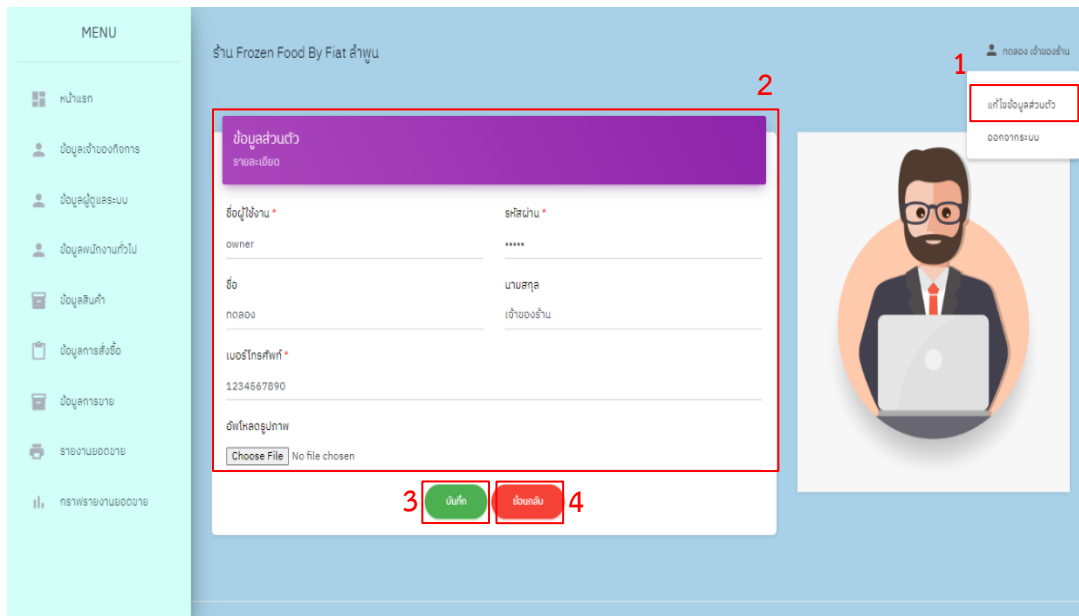 MENU
หน้าแรก
ข้อมูลเจ้าของกิจการ
ข้อมูลผู้ดูแลระบบ
ข้อมูลพนักงานทั่วไป
ข้อมูลสินค้า
ข้อมูลการสั่งซื้อ
ข้อมูลการขาย
รายงานยอดขาย
กราฟรายงานยอดขาย
ร้าน Frozen Food By Fiat ลำพูน
ทดลอง เจ้าของร้าน
1
แก้ไขข้อมูลส่วนตัว
ออกจากระบบ
2
ข้อมูลส่วนตัว
รายละเอียด
ชื่อผู้ใช้งาน * รหัสผ่าน *
owner •••••
ชื่อ นามสกุล
ทดลอง เจ้าของร้าน
เบอร์โทรศัพท์ *
1234567890
อัพโหลดรูปภาพ
Choose File No file chosen
3 บันทึก ย้อนกลับ 4